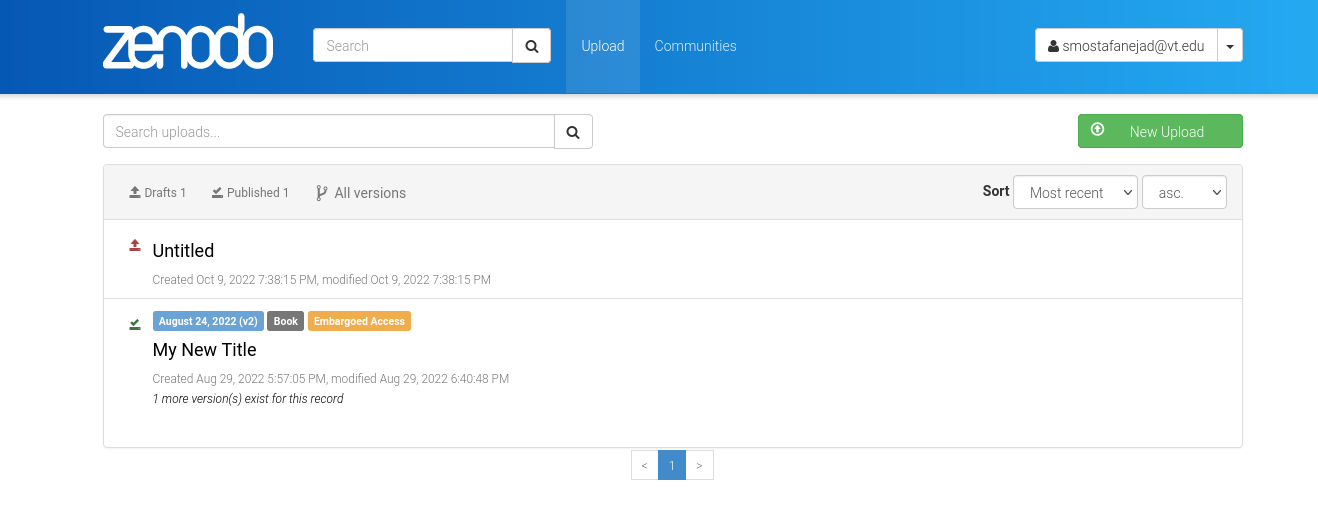 zenodo
Search
Upload
Communities
smostafanejad@vt.edu
Search uploads...
New Upload
Drafts 1
Published 1
All versions
Sort
Most recent
asc.
Untitled
Created Oct 9, 2022 7:38:15 PM, modified Oct 9, 2022 7:38:15 PM
August 24, 2022 (v2) Book Embargoed Access
My New Title
Created Aug 29, 2022 5:57:05 PM, modified Aug 29, 2022 6:40:48 PM
1 more version(s) exist for this record
< 1 >